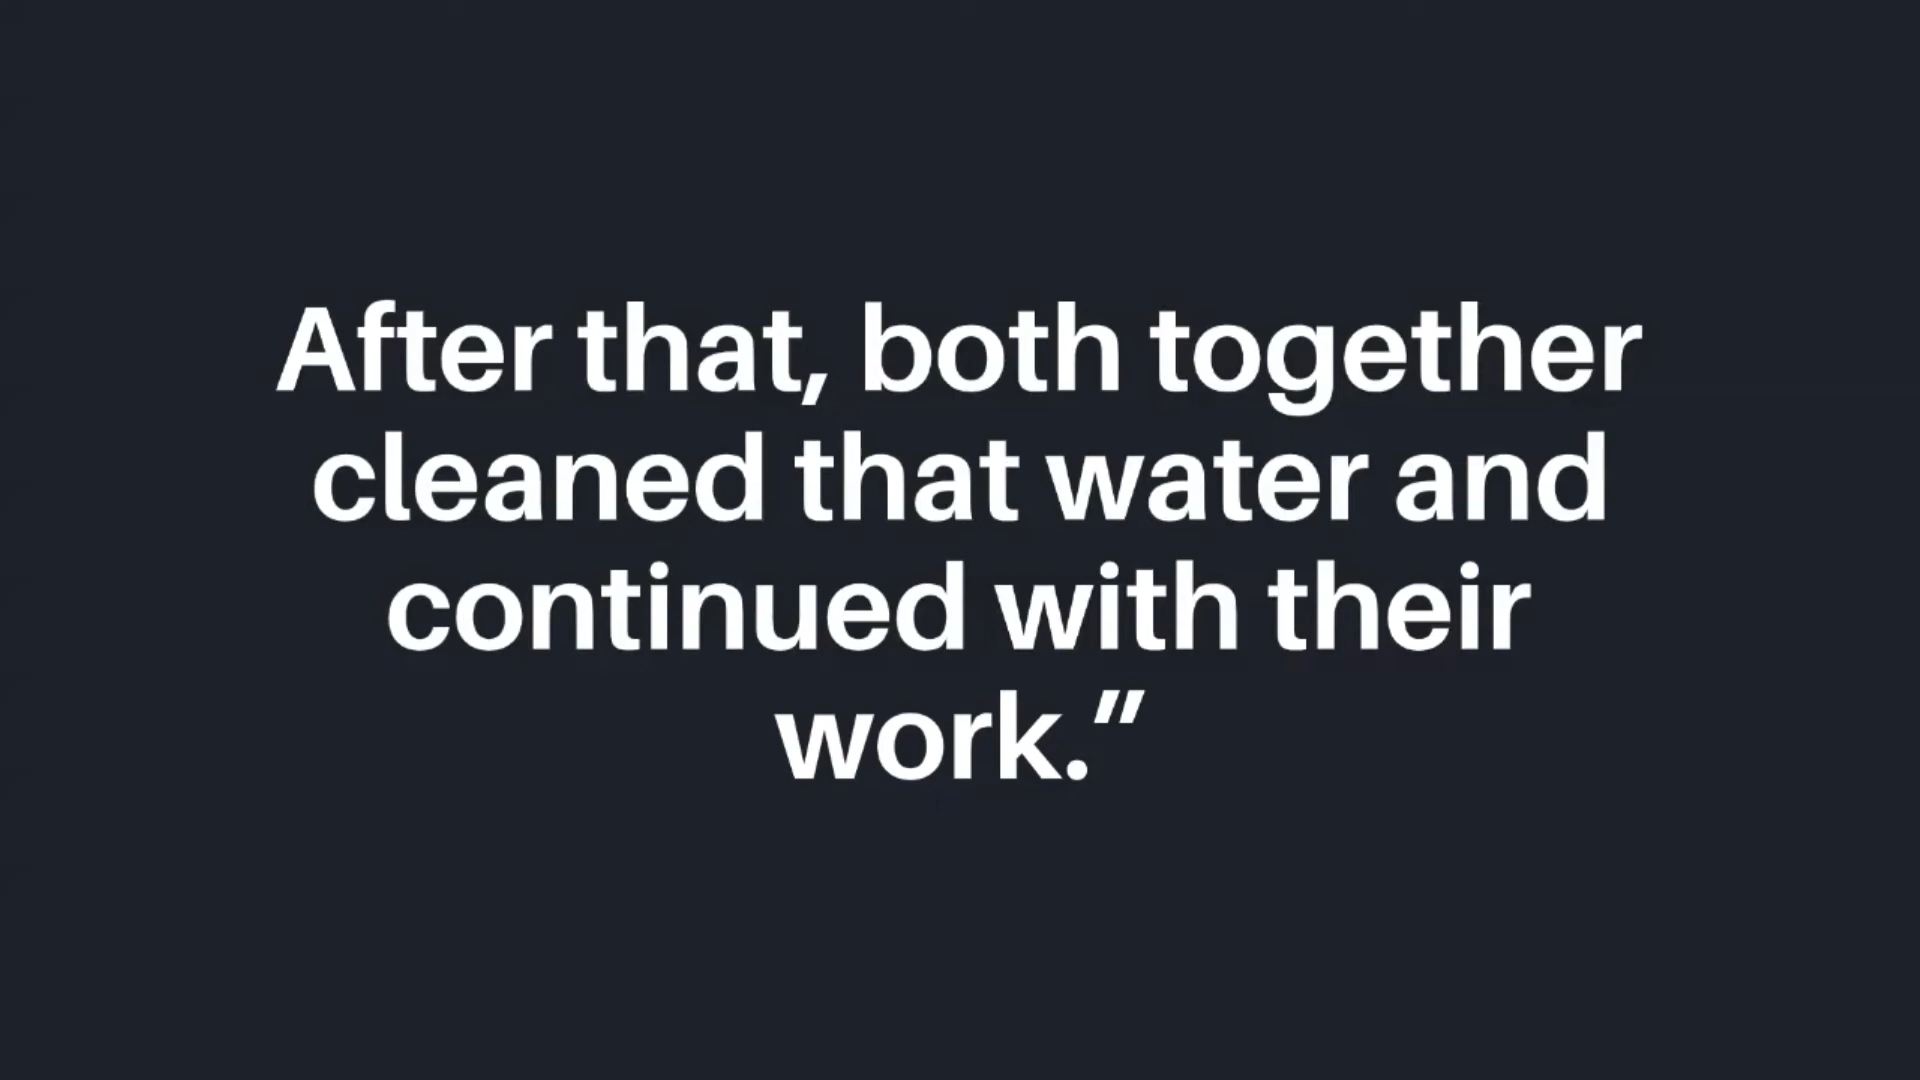 After that, both together
cleaned that water and
continued with their
work.”